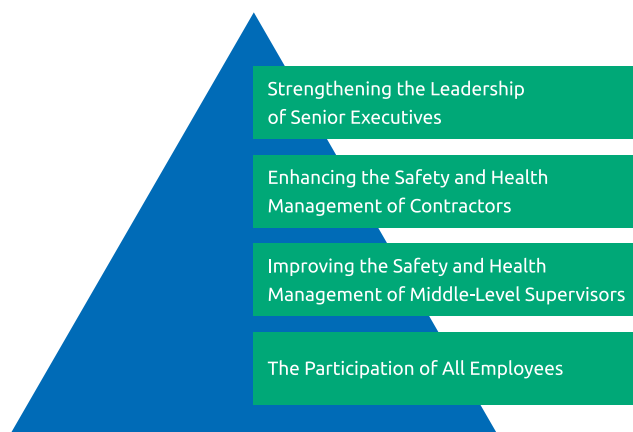 Strengthening the Leadership
of Senior Executives
Enhancing the Safety and Health
Management of Contractors
Improving the Safety and Health
Management of Middle-Level Supervisors
The Participation of All Employees